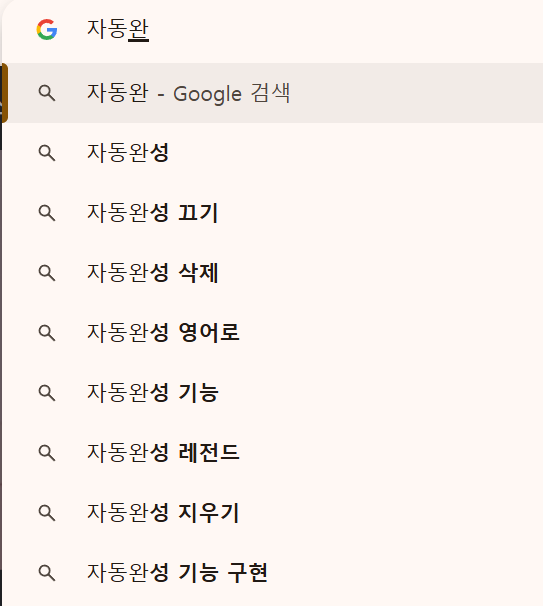 자동완
자동완 - Google 검색
자동완성
자동완성 끄기
자동완성 삭제
자동완성 영어로
자동완성 기능
자동완성 레전드
자동완성 지우기
자동완성 기능 구현